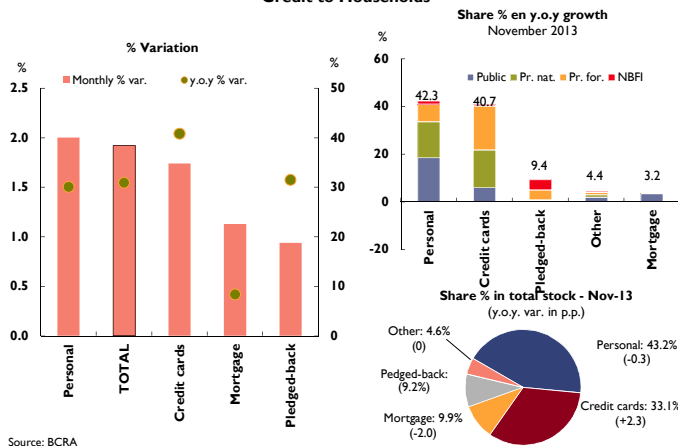 Credit to Households
% Variation
%
%
Monthly % var.
y.o.y % var.
2.5
2.0
1.5
1.0
0.5
0.0
50
40
30
20
10
0
Personal
TOTAL
Credit cards
Mortgage
Pledged-back
Share % en y.o.y growth
November 2013
%
Public
Pr. nat.
Pr. for.
NBFI
60
40
20
0
-20
42.3
40.7
9.4
4.4
3.2
Personal
Credit cards
Pledged-back
Other
Mortgage
Share % in total stock - Nov-13
(y.o.y. var. in p.p.)
Other: 4.6%
(0)
Personal: 43.2%
(-0.3)
Pedged-back:
(9.2%)
Credit cards: 33.1%
(+2.3)
Mortgage: 9.9%
(-2.0)
Source: BCRA